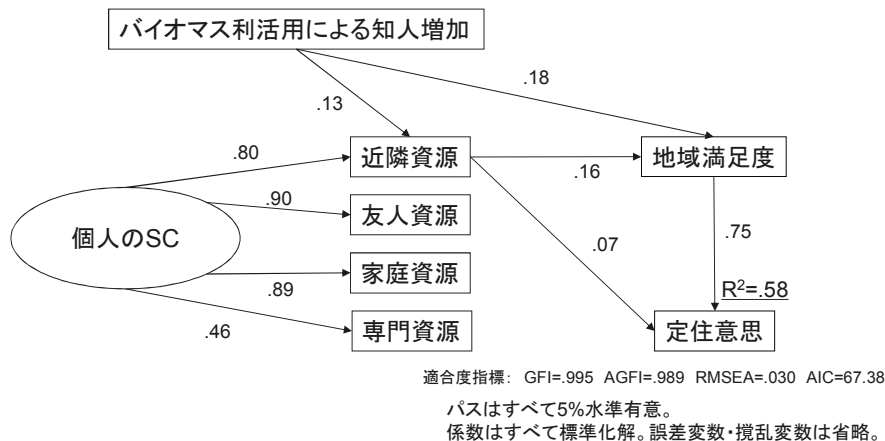 バイオマス利活用による知人増加
.18
.13
.80
近隣資源
地域満足度
.16
.90
友人資源
個人のSC
.07
.75
家庭資源
.89
R²=.58
.46
専門資源
定住意思
適合度指標： GFI=.995 AGFI=.989 RMSEA=.030 AIC=67.38
パスはすべて5%水準有意。
係数はすべて標準化解。誤差変数・撹乱変数は省略。